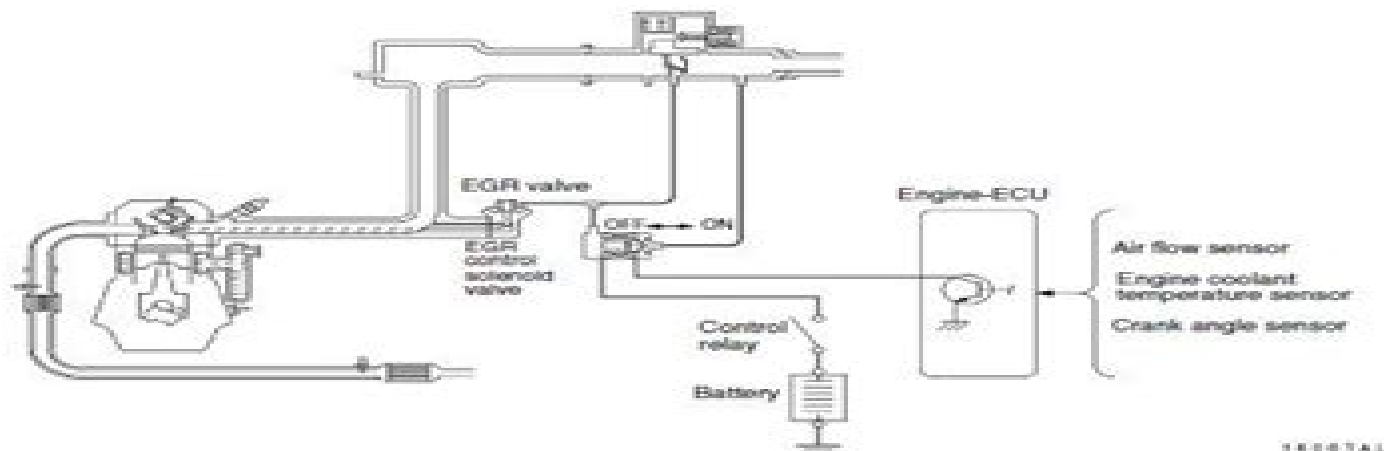 EGR valve
OFF ON
EGR
control
solenoid
valve
Engine-ECU
Air flow sensor
Engine coolant
temperature sensor
Crank angle sensor
Control
relay
Battery